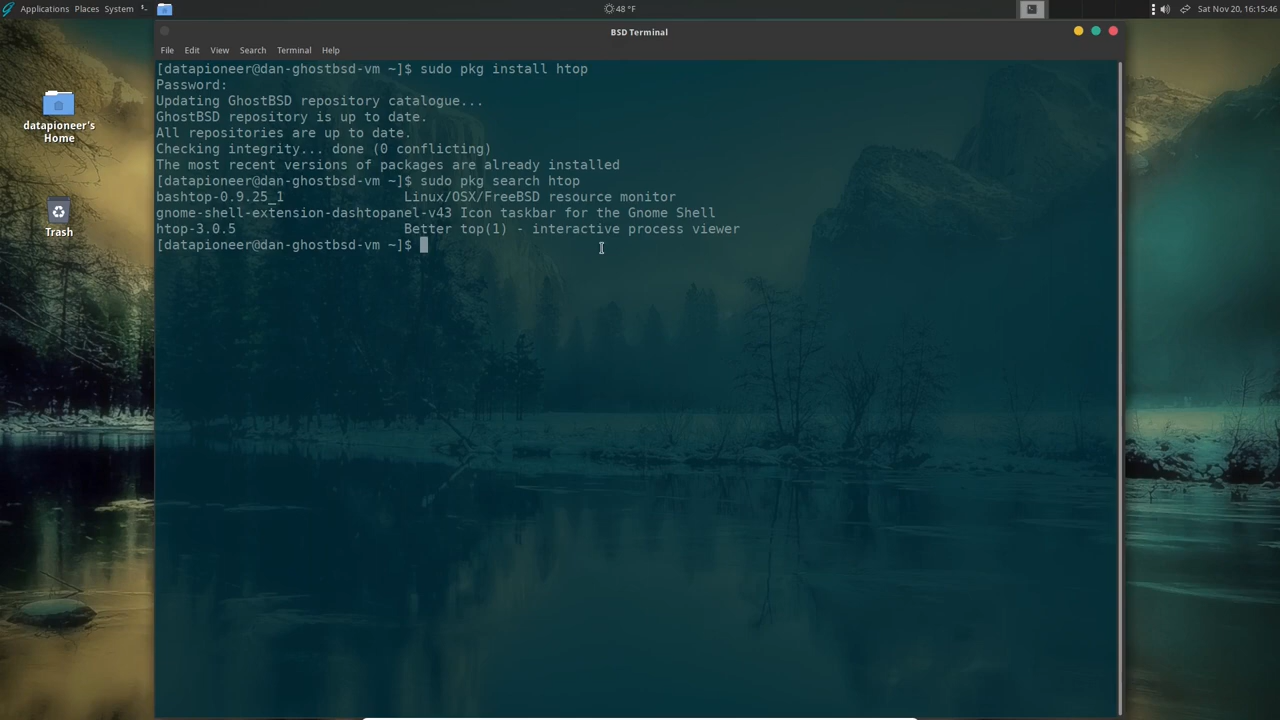 Applications Places System 48 °F Sat Nov 20, 16:15:46
BSD Terminal
File Edit View Search Terminal Help
[datapioneer@dan-ghostbsd-vm ~]$ sudo pkg install htop
Password:
Updating GhostBSD repository catalogue...
GhostBSD repository is up to date.
All repositories are up to date.
Checking integrity... done (0 conflicting)
The most recent versions of packages are already installed
[datapioneer@dan-ghostbsd-vm ~]$ sudo pkg search htop
bashtop-0.9.25_1 Linux/OSX/FreeBSD resource monitor
gnome-shell-extension-dashtopanel-v43 Icon taskbar for the Gnome Shell
htop-3.0.5 Better top(1) - interactive process viewer
[datapioneer@dan-ghostbsd-vm ~]$
datapioneer's
Home
Trash